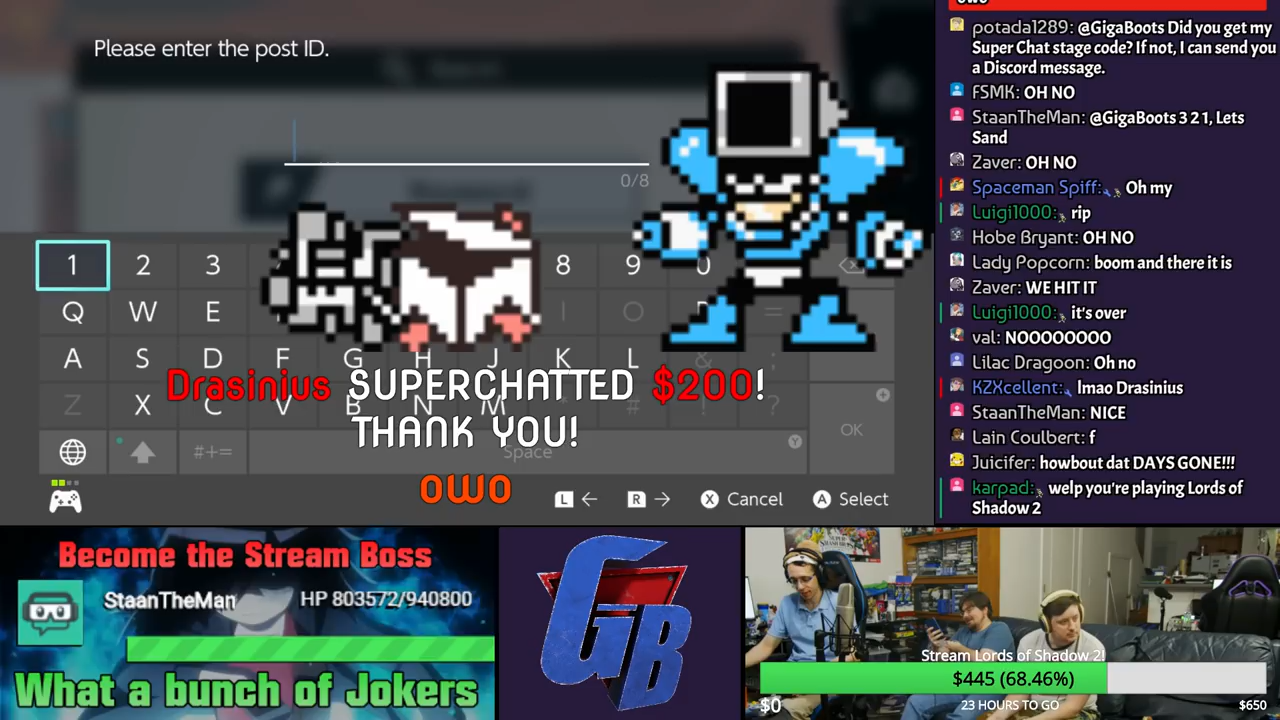 Please enter the post ID.
0/8
1 2 3 8 9 0
Q W E I O P =
A S D F G H J K L & ;
Z X C V B N M # ! ?
#+= Space OK
Y
L ← R → X Cancel A Select
Drasinius SUPERCHATTED $200!
THANK YOU!
owo
owo
potada1289: @GigaBoots Did you get my
Super Chat stage code? If not, I can send you
a Discord message.
FSMK: OH NO
StaanTheMan: @GigaBoots 3 2 1, Lets
Sand
Zaver: OH NO
Spaceman Spiff: Oh my
Luigi1000: rip
Hobe Bryant: OH NO
Lady Popcorn: boom and there it is
Zaver: WE HIT IT
Luigi1000: it's over
val: NOOOOOOOO
Lilac Dragoon: Oh no
KZXcellent: lmao Drasinius
StaanTheMan: NICE
Lain Coulbert: f
Juicifer: howbout dat DAYS GONE!!!
karpad: welp you're playing Lords of
Shadow 2
Become the Stream Boss
StaanTheMan HP 803572/940800
What a bunch of Jokers
GB
Stream Lords of Shadow 2!
$445 (68.46%)
$0 23 HOURS TO GO $650